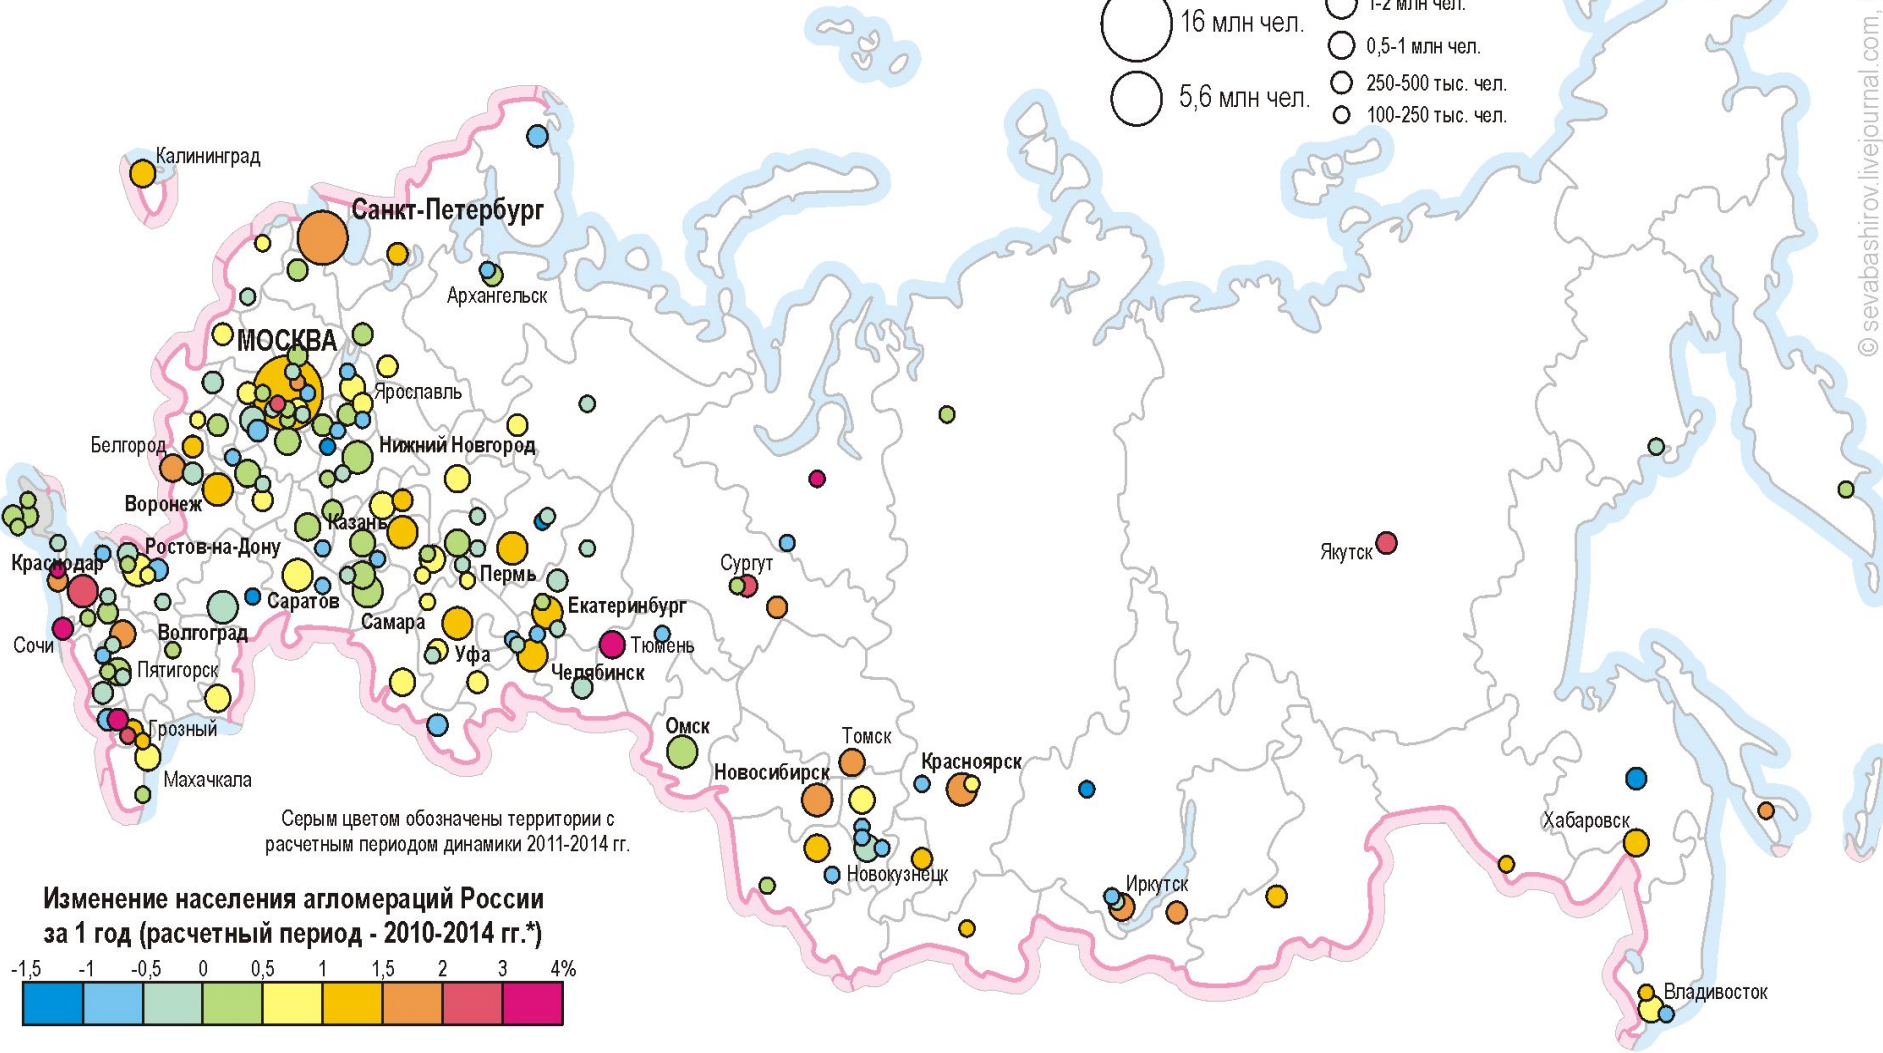 1-2 млн чел.
16 млн чел.
0,5-1 млн чел.
5,6 млн чел.
250-500 тыс. чел.
100-250 тыс. чел.
© sevabashirov.livejournal.com,
Калининград
Санкт-Петербург
Архангельск
МОСКВА
Ярославль
Белгород
Нижний Новгород
Воронеж
Казань
Ростов-на-Дону
Краснодар
Пермь
Сургут
Якутск
Саратов
Самара
Екатеринбург
Волгоград
Сочи
Уфа
Тюмень
Пятигорск
Челябинск
Грозный
Омск
Томск
Махачкала
Новосибирск
Красноярск
Хабаровск
Новокузнецк
Иркутск
Владивосток
Серым цветом обозначены территории с
расчетным периодом динамики 2011-2014 гг.
Изменение населения агломераций России
за 1 год (расчетный период - 2010-2014 гг.*)
-1,5 -1 -0,5 0 0,5 1 1,5 2 3 4%